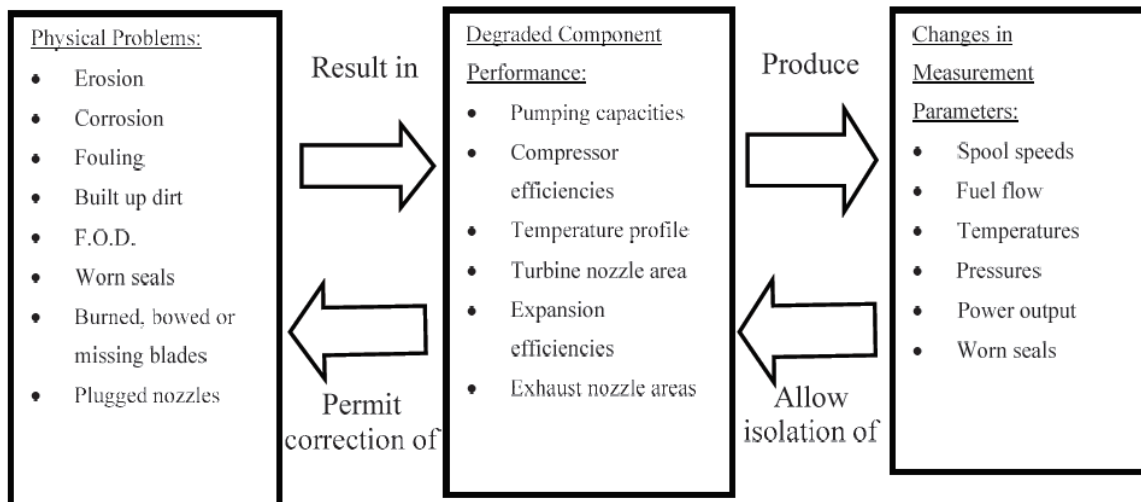 Physical Problems:
● Erosion
● Corrosion
● Fouling
● Built up dirt
● F.O.D.
● Worn seals
● Burned, bowed or
missing blades
● Plugged nozzles
Result in
Permit
correction of
Degraded Component
Performance:
● Pumping capacities
● Compressor
efficiencies
● Temperature profile
● Turbine nozzle area
● Expansion
efficiencies
● Exhaust nozzle areas
Produce
Allow
isolation of
Changes in
Measurement
Parameters:
● Spool speeds
● Fuel flow
● Temperatures
● Pressures
● Power output
● Worn seals